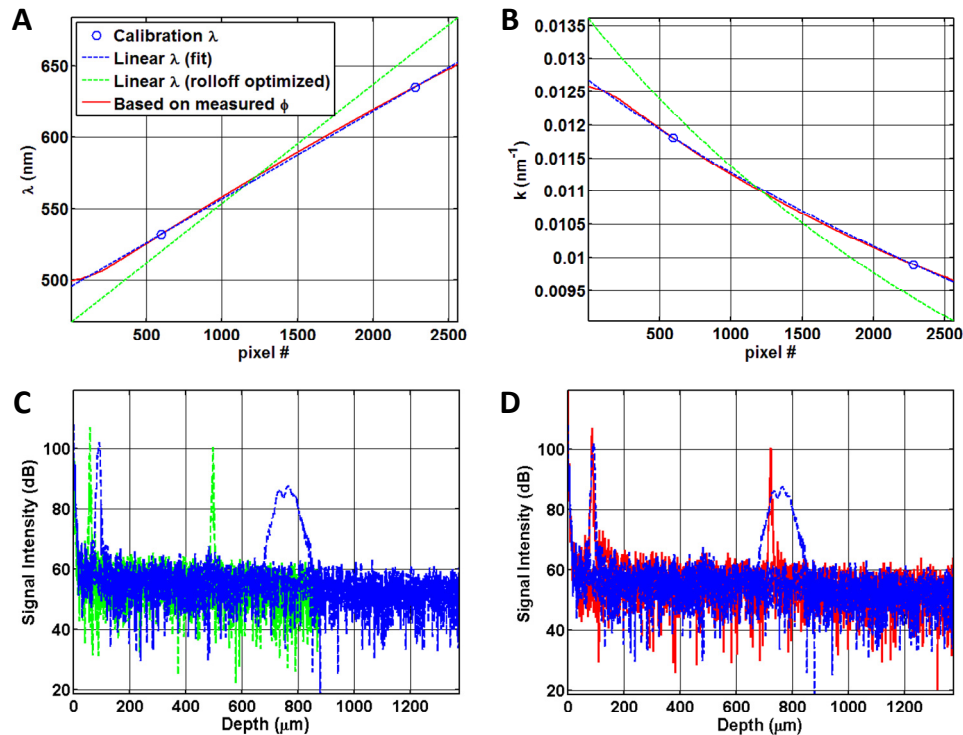 A
Calibration λ
Linear λ (fit)
Linear λ (rolloff optimized)
Based on measured ϕ
650
600
550
500
λ (nm)
500 1000 1500 2000 2500
pixel #
B
0.0135
0.013
0.0125
0.012
0.0115
0.011
0.0105
0.01
0.0095
k (nm⁻¹)
500 1000 1500 2000 2500
pixel #
C
100
80
60
40
20
Signal Intensity (dB)
0 200 400 600 800 1000 1200
Depth (μm)
D
100
80
60
40
20
Signal Intensity (dB)
0 200 400 600 800 1000 1200
Depth (μm)